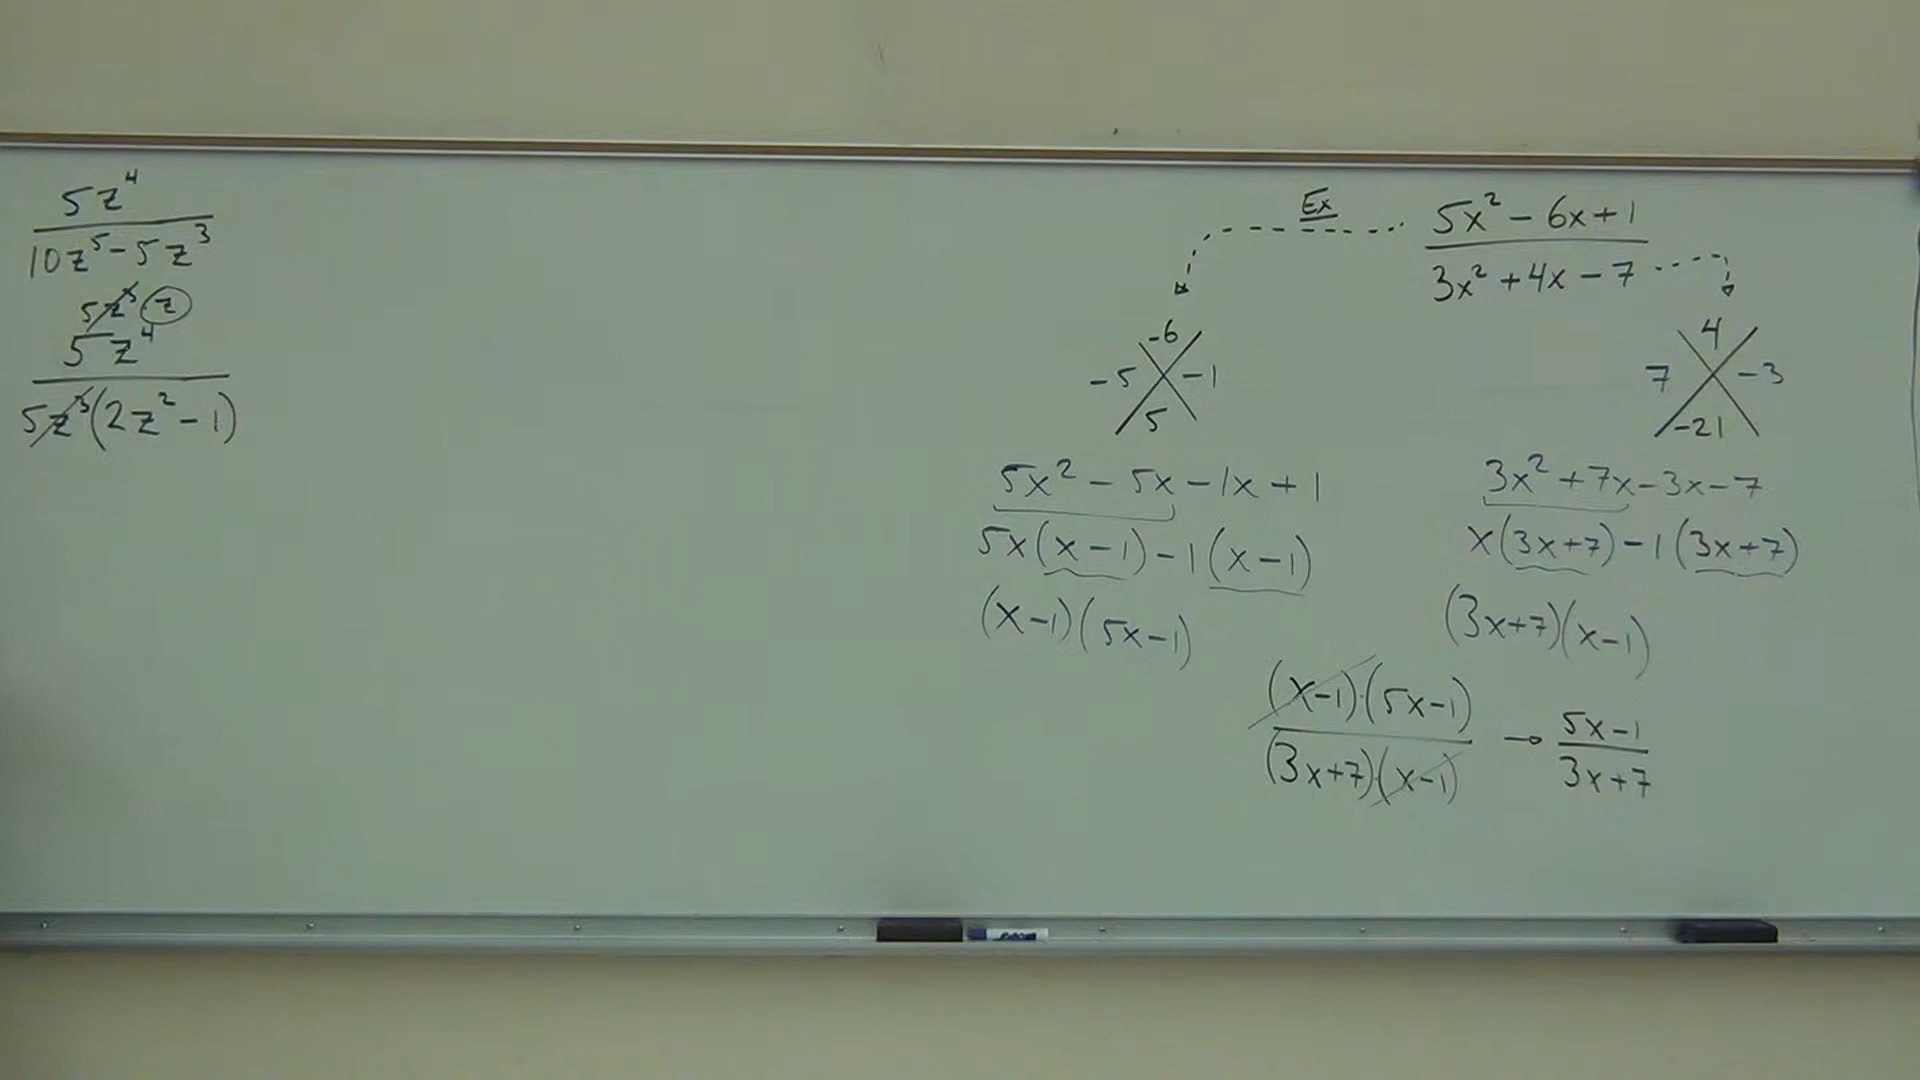 5z⁴
10z⁵ - 5z³
5z³ z
5z⁴
5z³(2z² - 1)
Ex
5x² - 6x + 1
3x² + 4x - 7
-6
-5 -1
5
4
7 -3
-21
5x² - 5x - 1x + 1
5x(x - 1) - 1(x - 1)
(x - 1)(5x - 1)
3x² + 7x - 3x - 7
x(3x + 7) - 1(3x + 7)
(3x + 7)(x - 1)
(x - 1)·(5x - 1)
(3x + 7)·(x - 1)
→
5x - 1
3x + 7